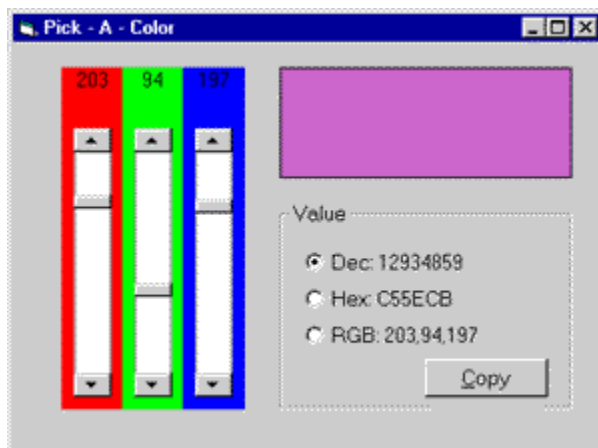 Pick - A - Color
203 94 197
Value
Dec: 12934859
Hex: C55ECB
RGB: 203,94,197
Copy